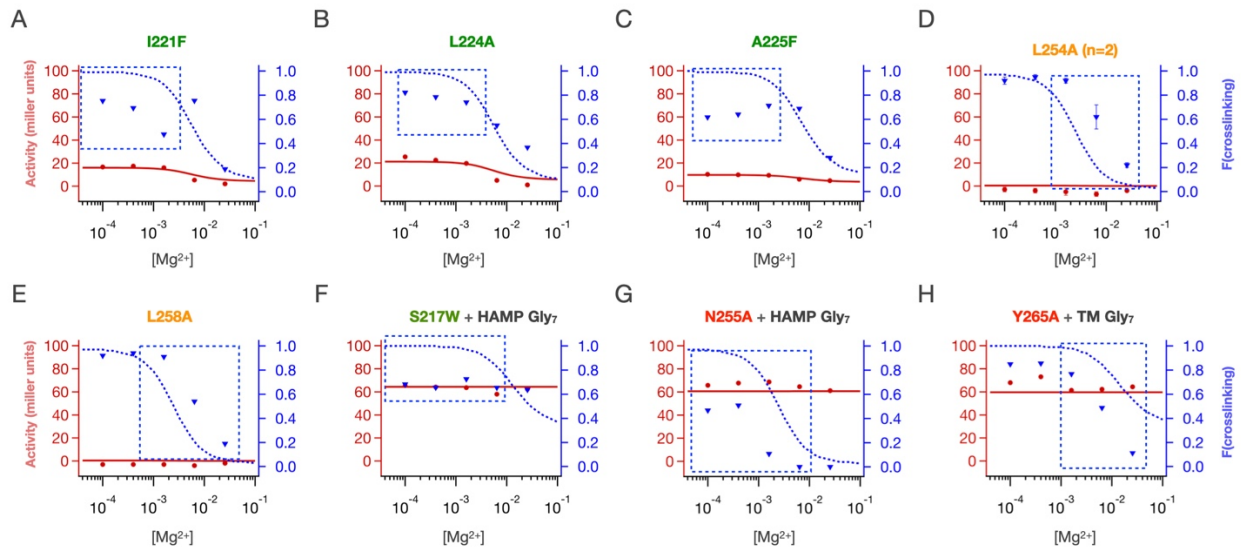 A
I221F
B
L224A
C
A225F
D
L254A (n=2)
Activity (miller units)
100
80
60
40
20
0
1.0
0.8
0.6
0.4
0.2
0.0
10⁻⁴ 10⁻³ 10⁻² 10⁻¹
[Mg²⁺]
100
80
60
40
20
0
1.0
0.8
0.6
0.4
0.2
0.0
10⁻⁴ 10⁻³ 10⁻² 10⁻¹
[Mg²⁺]
100
80
60
40
20
0
1.0
0.8
0.6
0.4
0.2
0.0
10⁻⁴ 10⁻³ 10⁻² 10⁻¹
[Mg²⁺]
100
80
60
40
20
0
1.0
0.8
0.6
0.4
0.2
0.0
F(crosslinking)
10⁻⁴ 10⁻³ 10⁻² 10⁻¹
[Mg²⁺]
E
L258A
F
S217W + HAMP Gly₇
G
N255A + HAMP Gly₇
H
Y265A + TM Gly₇
Activity (miller units)
100
80
60
40
20
0
1.0
0.8
0.6
0.4
0.2
0.0
10⁻⁴ 10⁻³ 10⁻² 10⁻¹
[Mg²⁺]
100
80
60
40
20
0
1.0
0.8
0.6
0.4
0.2
0.0
10⁻⁴ 10⁻³ 10⁻² 10⁻¹
[Mg²⁺]
100
80
60
40
20
0
1.0
0.8
0.6
0.4
0.2
0.0
10⁻⁴ 10⁻³ 10⁻² 10⁻¹
[Mg²⁺]
100
80
60
40
20
0
1.0
0.8
0.6
0.4
0.2
0.0
F(crosslinking)
10⁻⁴ 10⁻³ 10⁻² 10⁻¹
[Mg²⁺]